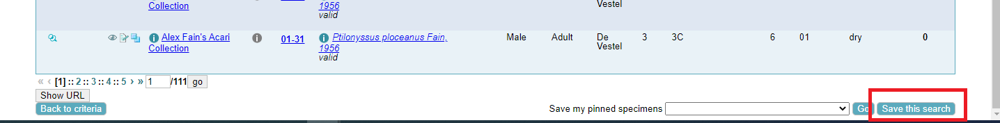 Collection 1956 Vestel
valid
Alex Fain's Acari 01-31 Ptilonyssus ploceanus Fain, Male Adult De 3 3C 6 01 dry 0
Collection 1956 Vestel
valid
« ‹ [1] :: 2 :: 3 :: 4 :: 5 › » 1 /111 go
Show URL
Back to criteria Save my pinned specimens Go Save this search